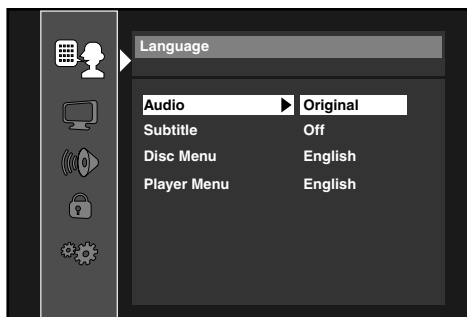 Language
Audio Original
Subtitle Off
Disc Menu English
Player Menu English